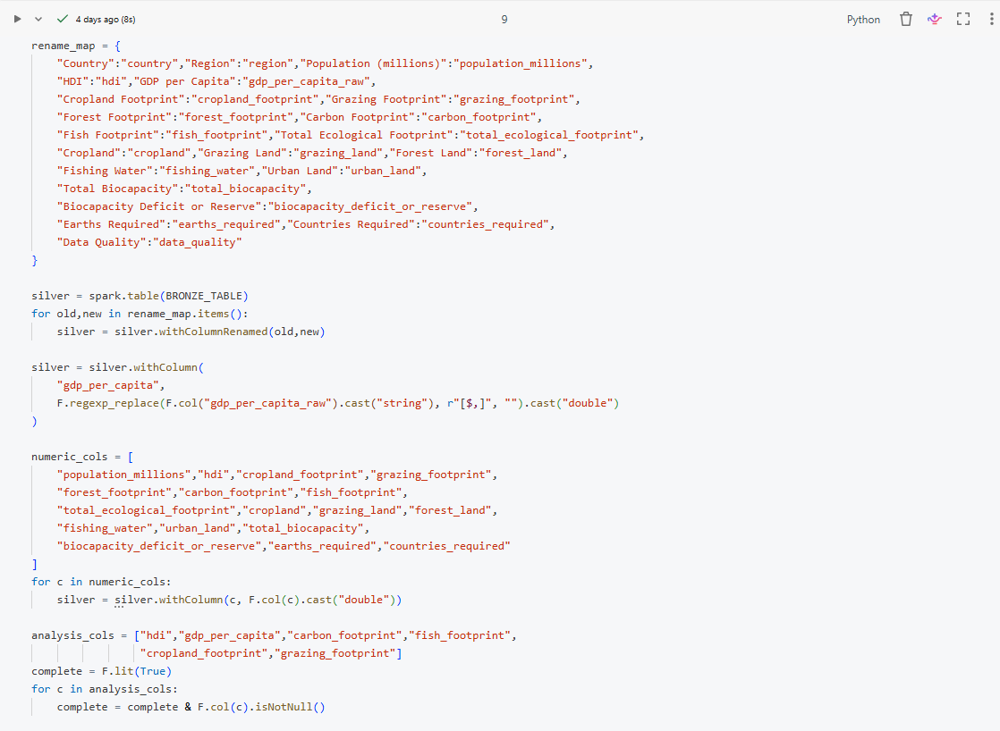 4 days ago (8s) 9 Python
rename_map = {
    "Country":"country","Region":"region","Population (millions)":"population_millions",
    "HDI":"hdi","GDP per Capita":"gdp_per_capita_raw",
    "Cropland Footprint":"cropland_footprint","Grazing Footprint":"grazing_footprint",
    "Forest Footprint":"forest_footprint","Carbon Footprint":"carbon_footprint",
    "Fish Footprint":"fish_footprint","Total Ecological Footprint":"total_ecological_footprint",
    "Cropland":"cropland","Grazing Land":"grazing_land","Forest Land":"forest_land",
    "Fishing Water":"fishing_water","Urban Land":"urban_land",
    "Total Biocapacity":"total_biocapacity",
    "Biocapacity Deficit or Reserve":"biocapacity_deficit_or_reserve",
    "Earths Required":"earths_required","Countries Required":"countries_required",
    "Data Quality":"data_quality"
}
silver = spark.table(BRONZE_TABLE)
for old,new in rename_map.items():
    silver = silver.withColumnRenamed(old,new)
silver = silver.withColumn(
    "gdp_per_capita",
    F.regexp_replace(F.col("gdp_per_capita_raw").cast("string"), r"[$,]", "").cast("double")
)
numeric_cols = [
    "population_millions","hdi","cropland_footprint","grazing_footprint",
    "forest_footprint","carbon_footprint","fish_footprint",
    "total_ecological_footprint","cropland","grazing_land","forest_land",
    "fishing_water","urban_land","total_biocapacity",
    "biocapacity_deficit_or_reserve","earths_required","countries_required"
]
for c in numeric_cols:
    silver = silver.withColumn(c, F.col(c).cast("double"))
analysis_cols = ["hdi","gdp_per_capita","carbon_footprint","fish_footprint",
                 "cropland_footprint","grazing_footprint"]
complete = F.lit(True)
for c in analysis_cols:
    complete = complete & F.col(c).isNotNull()